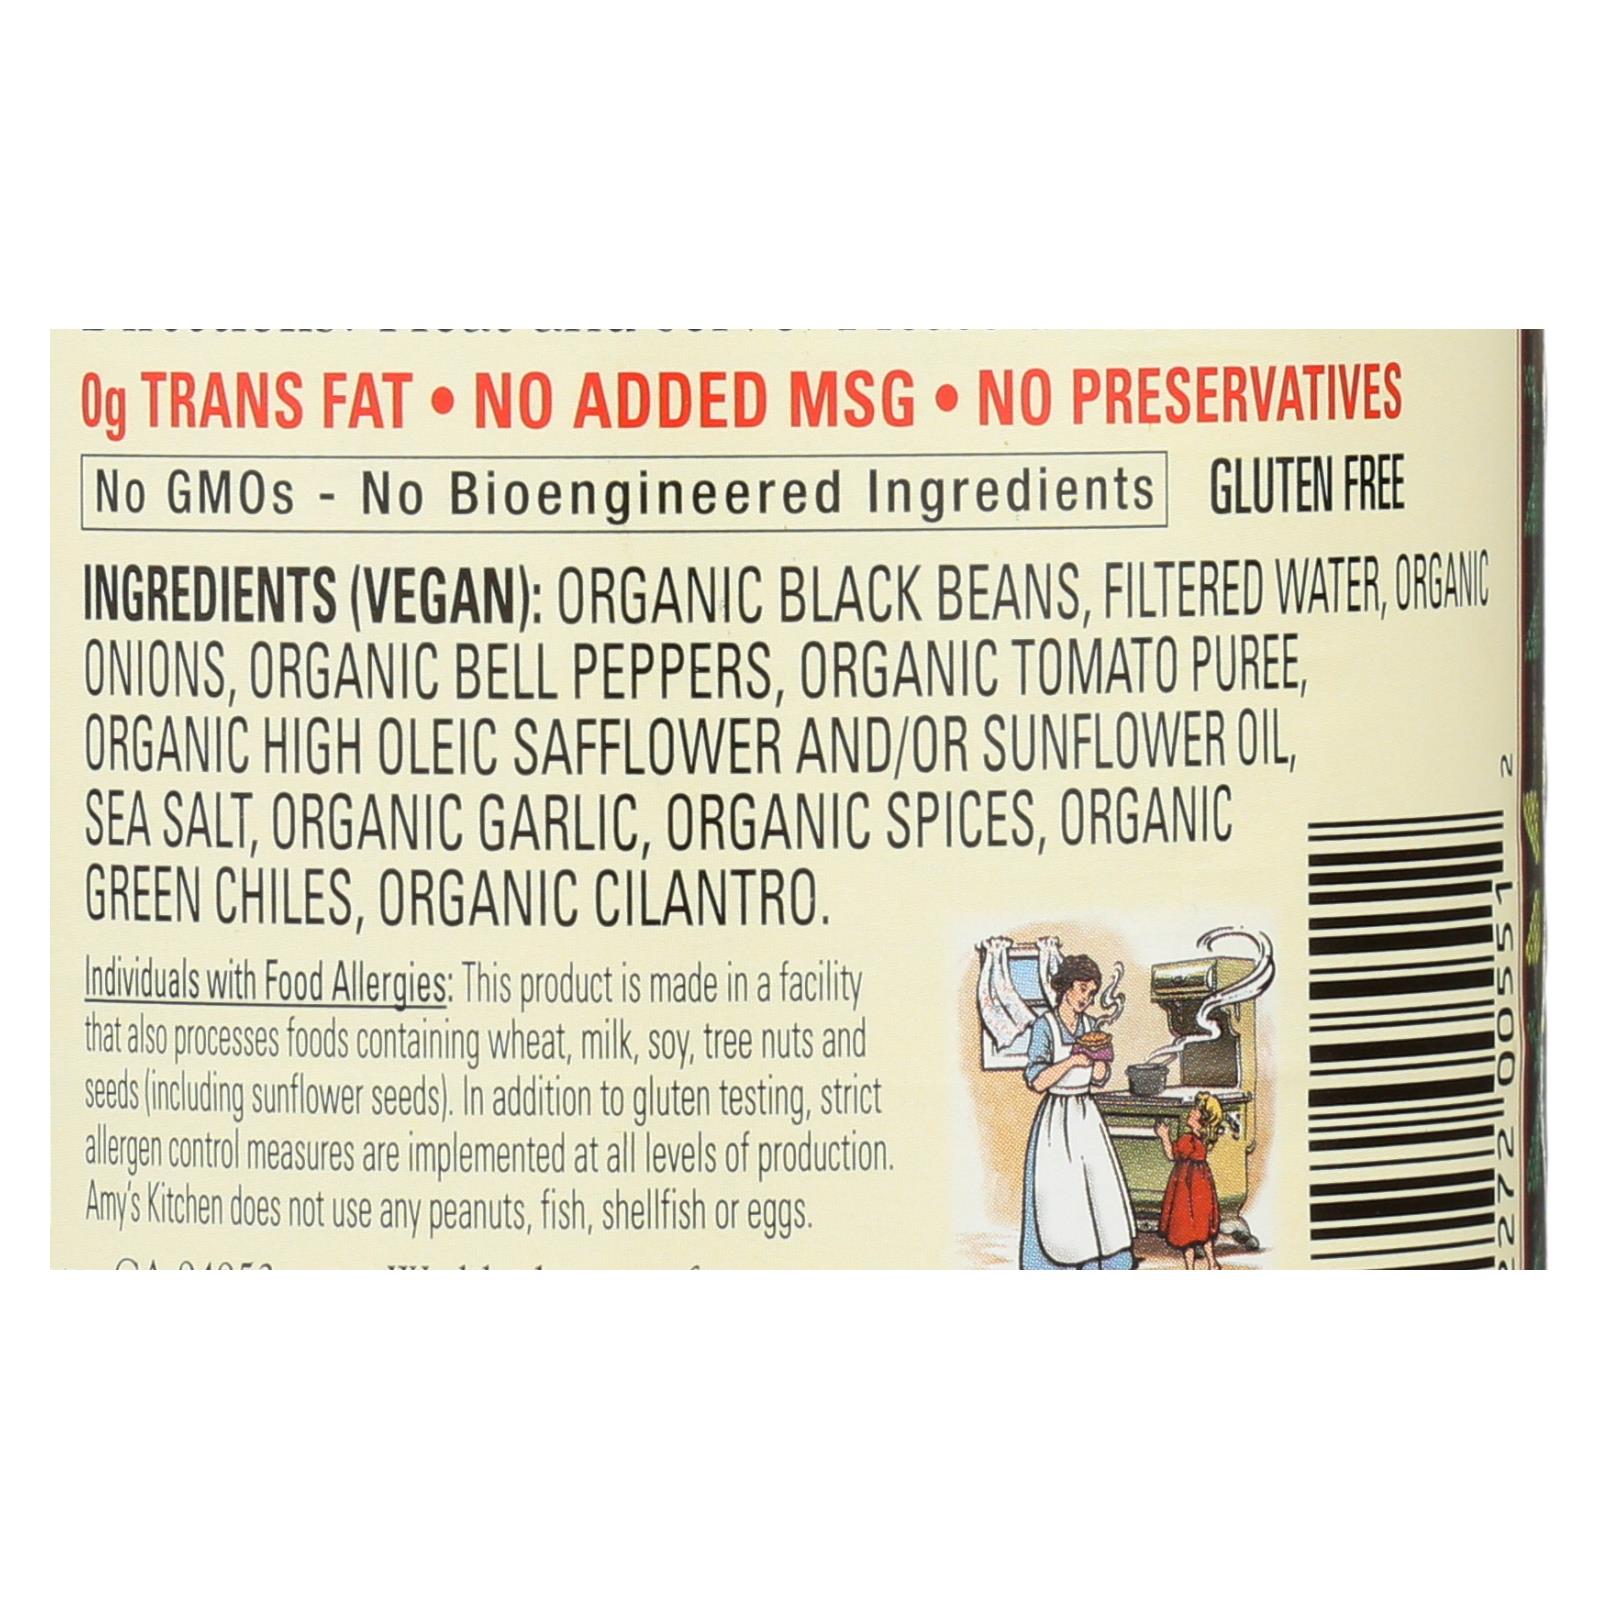 0g TRANS FAT • NO ADDED MSG • NO PRESERVATIVES
No GMOs - No Bioengineered Ingredients GLUTEN FREE
INGREDIENTS (VEGAN): ORGANIC BLACK BEANS, FILTERED WATER, ORGANIC
ONIONS, ORGANIC BELL PEPPERS, ORGANIC TOMATO PUREE,
ORGANIC HIGH OLEIC SAFFLOWER AND/OR SUNFLOWER OIL,
SEA SALT, ORGANIC GARLIC, ORGANIC SPICES, ORGANIC
GREEN CHILES, ORGANIC CILANTRO.
Individuals with Food Allergies: This product is made in a facility
that also processes foods containing wheat, milk, soy, tree nuts and
seeds (including sunflower seeds). In addition to gluten testing, strict
allergen control measures are implemented at all levels of production.
Amy's Kitchen does not use any peanuts, fish, shellfish or eggs.
2272 00551 2